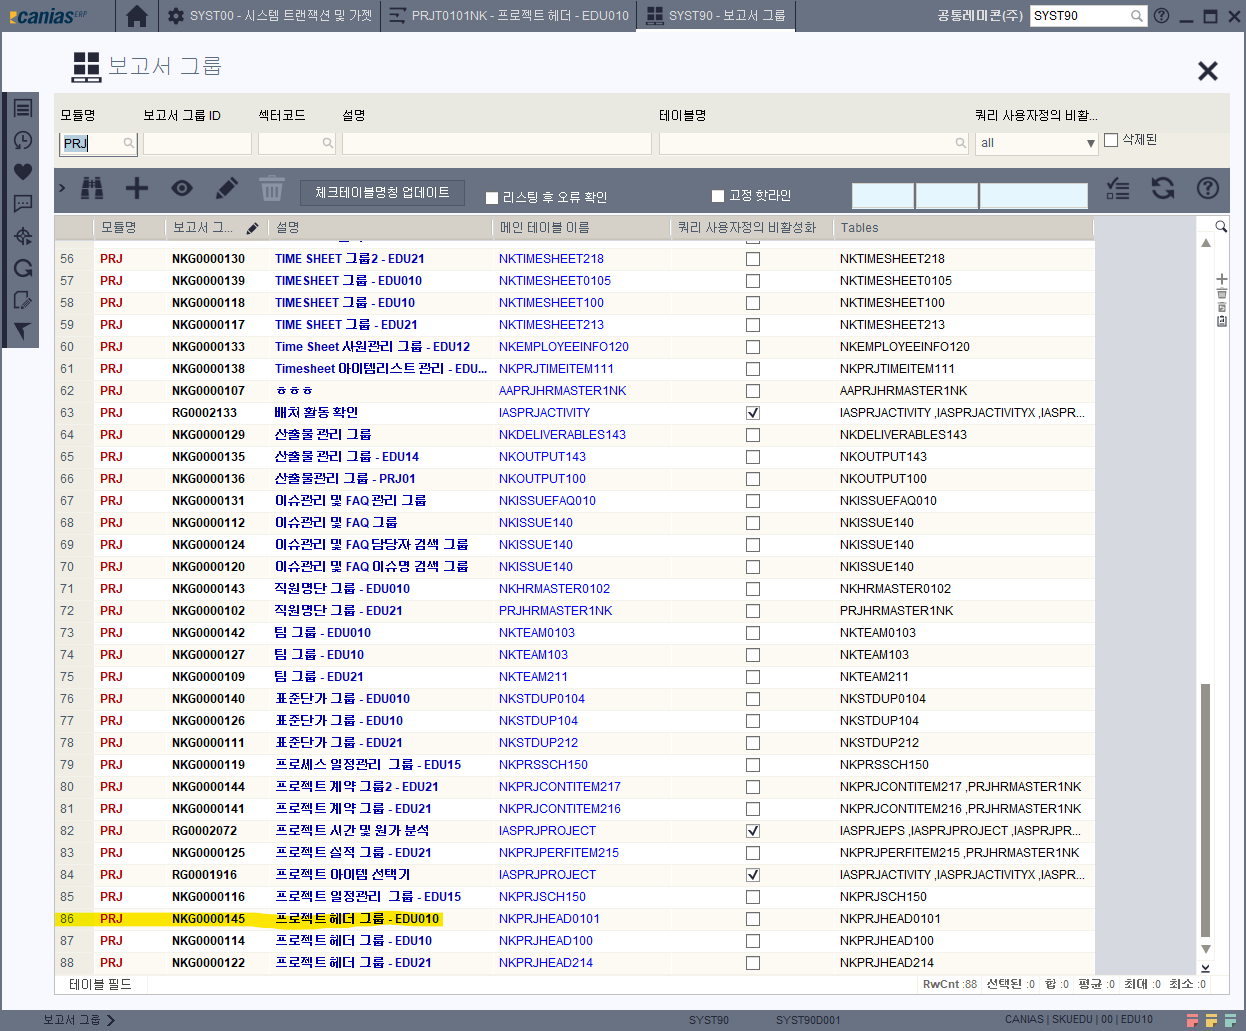 canias ERP SYST00 - 시스템 트랜잭션 및 가젯 PRJT0101NK - 프로젝트 헤더 - EDU010 SYST90 - 보고서 그룹 공통레미콘(주) SYST90
보고서 그룹
모듈명 보고서 그룹 ID 섹터코드 설명 테이블명 쿼리 사용자정의 비활...
PRJ all 삭제된
체크테이블명칭 업데이트 리스팅 후 오류 확인 고정 핫라인
모듈명 보고서 그... 설명 메인 테이블 이름 쿼리 사용자정의 비활성화 Tables
56 PRJ NKG0000130 TIME SHEET 그룹2 - EDU21 NKTIMESHEET218 NKTIMESHEET218
57 PRJ NKG0000139 TIMESHEET 그룹 - EDU010 NKTIMESHEET0105 NKTIMESHEET0105
58 PRJ NKG0000118 TIMESHEET 그룹 - EDU10 NKTIMESHEET100 NKTIMESHEET100
59 PRJ NKG0000117 TIME SHEET 그룹 - EDU21 NKTIMESHEET213 NKTIMESHEET213
60 PRJ NKG0000133 Time Sheet 사원관리 그룹 - EDU12 NKEMPLOYEEINFO120 NKEMPLOYEEINFO120
61 PRJ NKG0000138 Timesheet 아이템리스트 관리 - EDU... NKPRJTIMEITEM111 NKPRJTIMEITEM111
62 PRJ NKG0000107 ㅎㅎㅎ AAPRJHRMASTER1NK AAPRJHRMASTER1NK
63 PRJ RG0002133 배처 활동 확인 IASPRJACTIVITY IASPRJACTIVITY ,IASPRJACTIVITYX ,IASPR...
64 PRJ NKG0000129 산출물 관리 그룹 NKDELIVERABLES143 NKDELIVERABLES143
65 PRJ NKG0000135 산출물 관리 그룹 - EDU14 NKOUTPUT143 NKOUTPUT143
66 PRJ NKG0000136 산출물관리 그룹 - PRJ01 NKOUTPUT100 NKOUTPUT100
67 PRJ NKG0000131 이슈관리 및 FAQ 관리 그룹 NKISSUEFAQ010 NKISSUEFAQ010
68 PRJ NKG0000112 이슈관리 및 FAQ 그룹 NKISSUE140 NKISSUE140
69 PRJ NKG0000124 이슈관리 및 FAQ 담당자 검색 그룹 NKISSUE140 NKISSUE140
70 PRJ NKG0000120 이슈관리 및 FAQ 이슈명 검색 그룹 NKISSUE140 NKISSUE140
71 PRJ NKG0000143 직원명단 그룹 - EDU010 NKHRMASTER0102 NKHRMASTER0102
72 PRJ NKG0000102 직원명단 그룹 - EDU21 PRJHRMASTER1NK PRJHRMASTER1NK
73 PRJ NKG0000142 팀 그룹 - EDU010 NKTEAM0103 NKTEAM0103
74 PRJ NKG0000127 팀 그룹 - EDU10 NKTEAM103 NKTEAM103
75 PRJ NKG0000109 팀 그룹 - EDU21 NKTEAM211 NKTEAM211
76 PRJ NKG0000140 표준단가 그룹 - EDU010 NKSTDUP0104 NKSTDUP0104
77 PRJ NKG0000126 표준단가 그룹 - EDU10 NKSTDUP104 NKSTDUP104
78 PRJ NKG0000111 표준단가 그룹 - EDU21 NKSTDUP212 NKSTDUP212
79 PRJ NKG0000119 프로세스 일정관리 그룹 - EDU15 NKPRSSCH150 NKPRSSCH150
80 PRJ NKG0000144 프로젝트 계약 그룹2 - EDU21 NKPRJCONTITEM217 NKPRJCONTITEM217 ,PRJHRMASTER1NK
81 PRJ NKG0000141 프로젝트 계약 그룹 - EDU21 NKPRJCONTITEM216 NKPRJCONTITEM216 ,PRJHRMASTER1NK
82 PRJ RG0002072 프로젝트 시간 및 원가 분석 IASPRJPROJECT IASPRJEPS ,IASPRJPROJECT ,IASPRJPR...
83 PRJ NKG0000125 프로젝트 실적 그룹 - EDU21 NKPRJPERFITEM215 NKPRJPERFITEM215 ,PRJHRMASTER1NK
84 PRJ RG0001916 프로젝트 아이템 선택기 IASPRJPROJECT IASPRJACTIVITY ,IASPRJACTIVITYX ,IASPR...
85 PRJ NKG0000116 프로젝트 일정관리 그룹 - EDU15 NKPRJSCH150 NKPRJSCH150
86 PRJ NKG0000145 프로젝트 헤더 그룹 - EDU010 NKPRJHEAD0101 NKPRJHEAD0101
87 PRJ NKG0000114 프로젝트 헤더 그룹 - EDU10 NKPRJHEAD100 NKPRJHEAD100
88 PRJ NKG0000122 프로젝트 헤더 그룹 - EDU21 NKPRJHEAD214 NKPRJHEAD214
테이블 필드 RwCnt :88 선택된 :0 합 :0 평균 :0 최대 :0 최소 :0
보고서 그룹 SYST90 SYST90D001 CANIAS | SKUEDU | 00 | EDU10